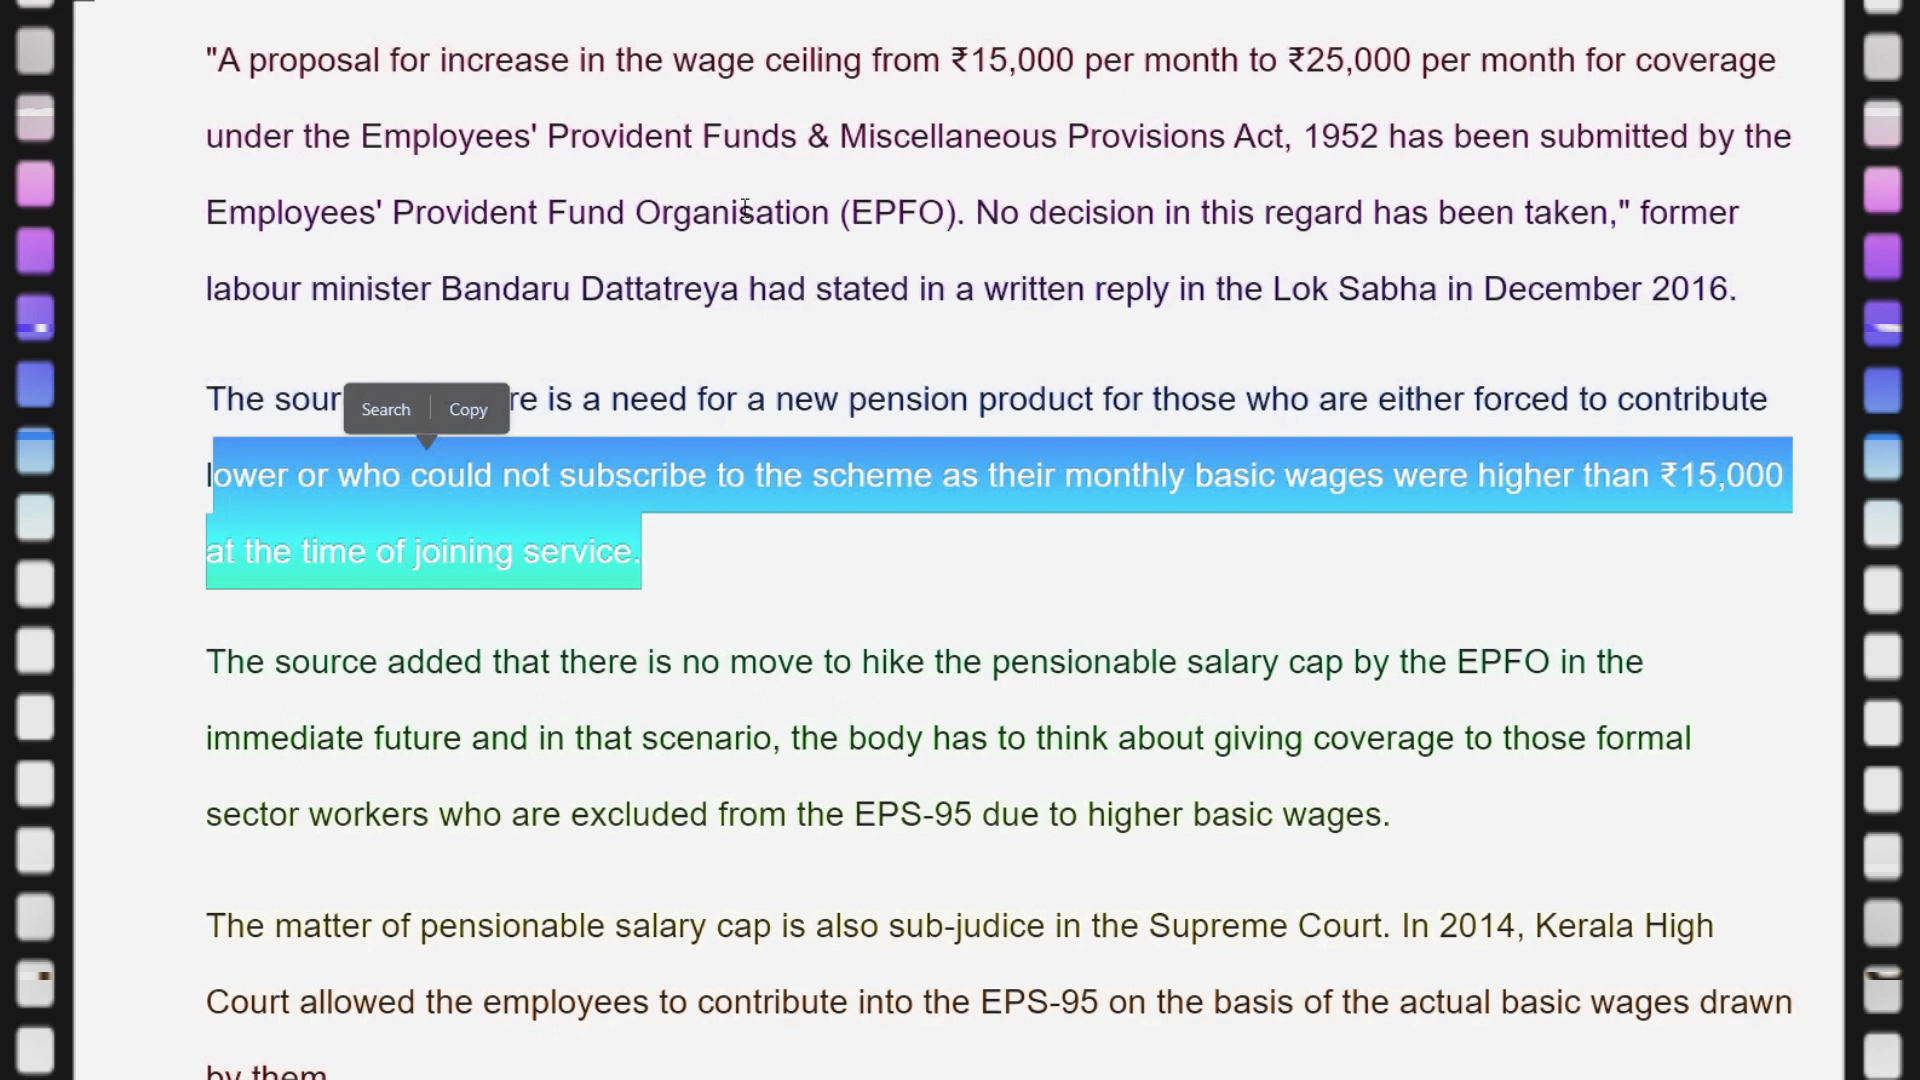 "A proposal for increase in the wage ceiling from ₹15,000 per month to ₹25,000 per month for coverage
under the Employees' Provident Funds & Miscellaneous Provisions Act, 1952 has been submitted by the
Employees' Provident Fund Organisation (EPFO). No decision in this regard has been taken," former
labour minister Bandaru Dattatreya had stated in a written reply in the Lok Sabha in December 2016.
The sour
Search Copy
re is a need for a new pension product for those who are either forced to contribute
lower or who could not subscribe to the scheme as their monthly basic wages were higher than ₹15,000
at the time of joining service.
The source added that there is no move to hike the pensionable salary cap by the EPFO in the
immediate future and in that scenario, the body has to think about giving coverage to those formal
sector workers who are excluded from the EPS-95 due to higher basic wages.
The matter of pensionable salary cap is also sub-judice in the Supreme Court. In 2014, Kerala High
Court allowed the employees to contribute into the EPS-95 on the basis of the actual basic wages drawn
by them